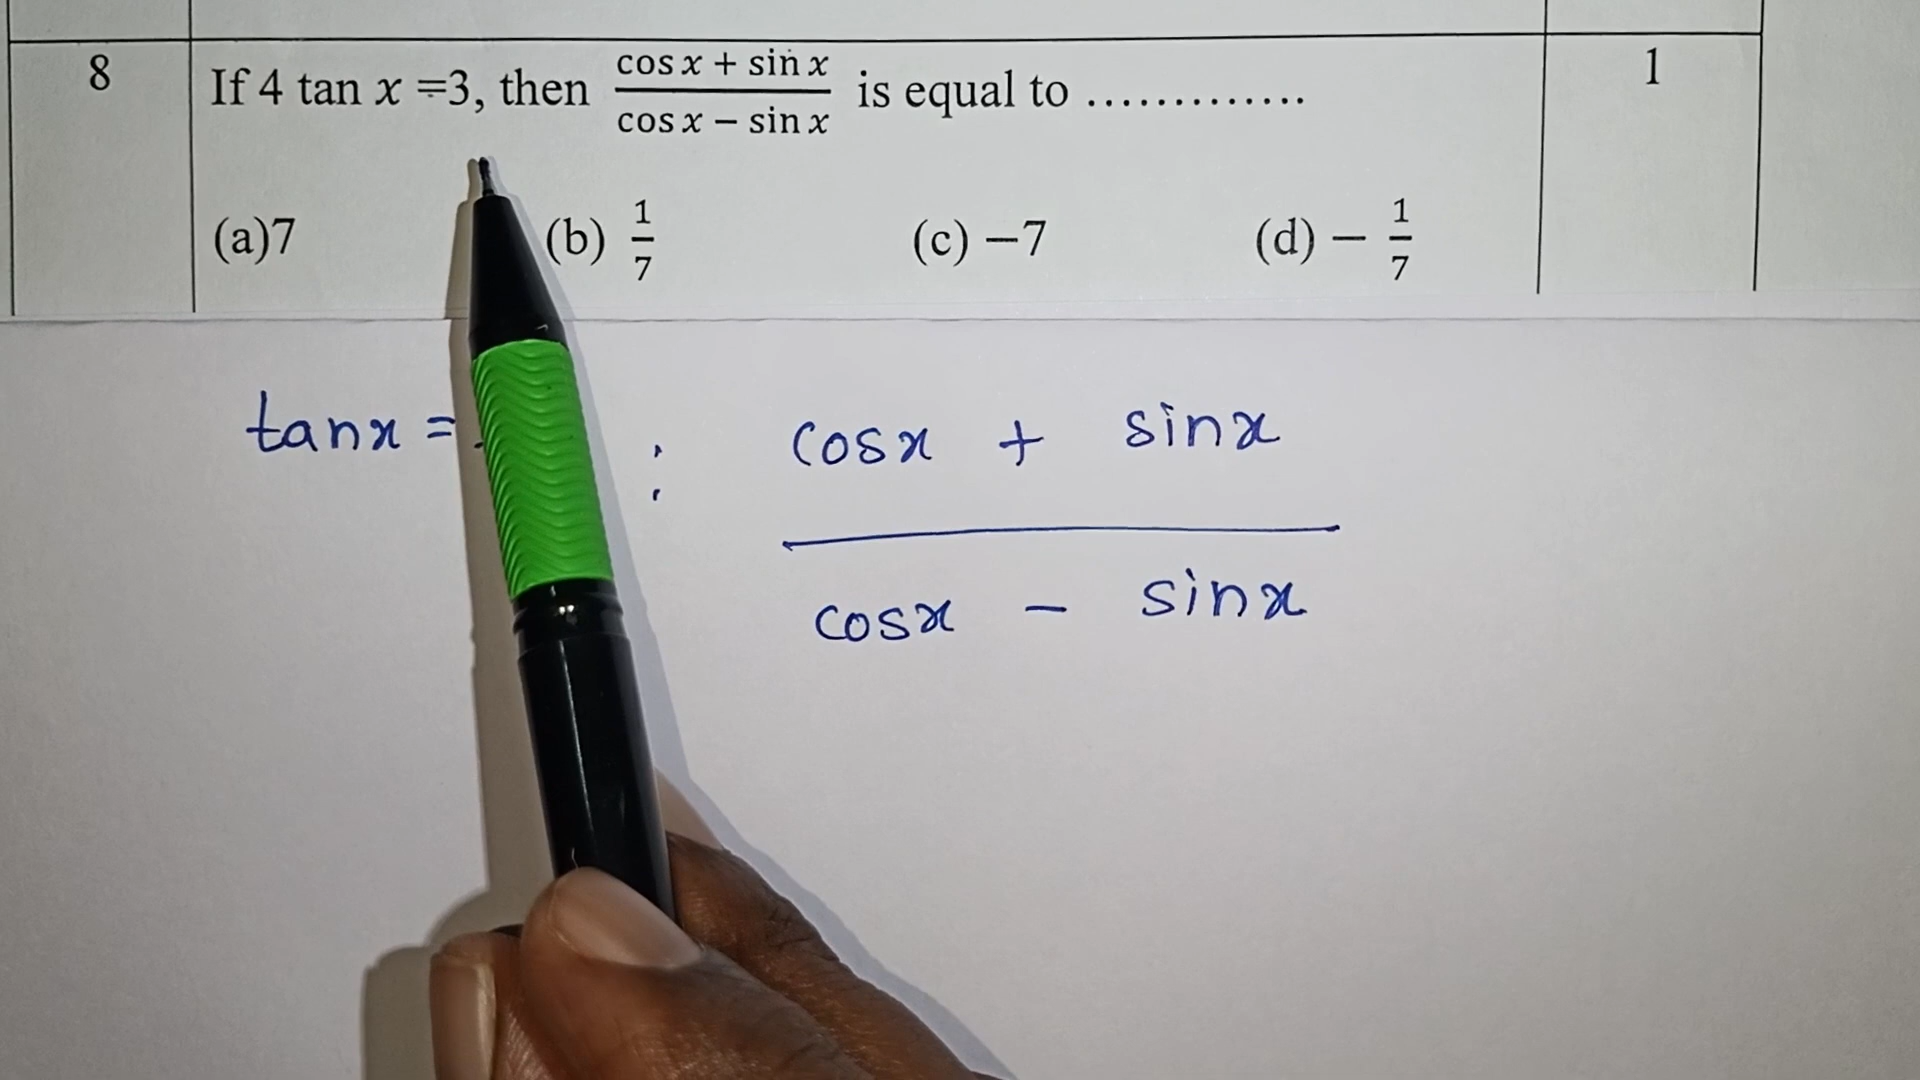 8 If 4 tan x =3, then (cos x + sin x)/(cos x − sin x) is equal to ............. 1
(a)7 (b) 1/7 (c) −7 (d) − 1/7
tanx = : cosx + sinx
cosx - sinx